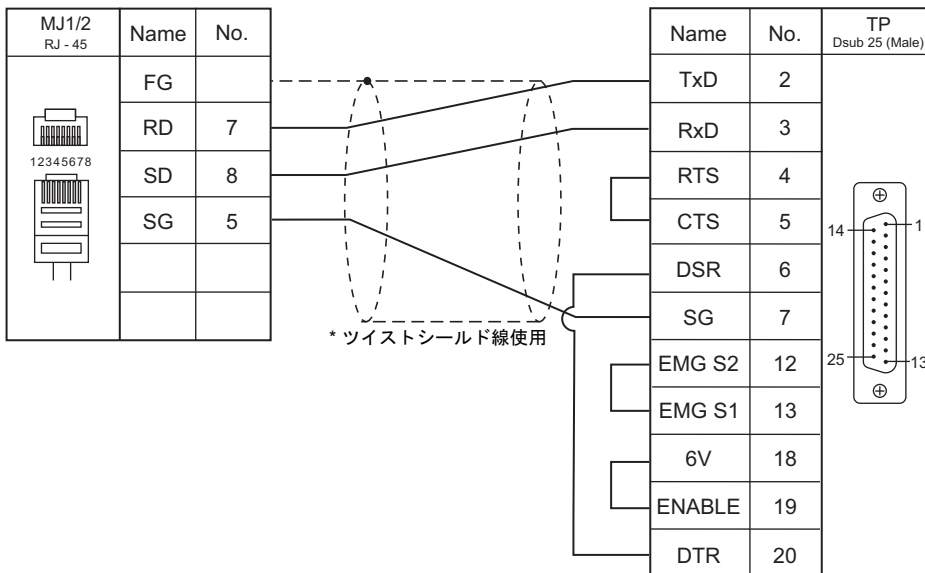 MJ1/2
RJ - 45
Name No.
FG
RD 7
SD 8
SG 5
12345678
* ツイストシールド線使用
Name No.
TxD 2
RxD 3
RTS 4
CTS 5
DSR 6
SG 7
EMG S2 12
EMG S1 13
6V 18
ENABLE 19
DTR 20
TP
Dsub 25 (Male)
14 1
25 13